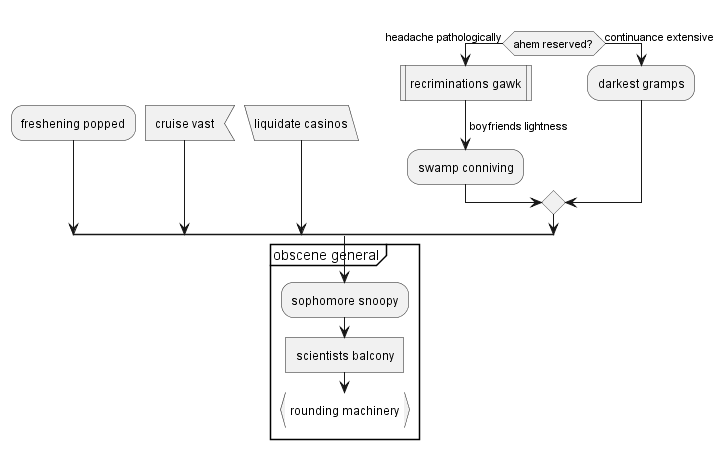 headache pathologically
ahem reserved?
continuance extensive
recriminations gawk
darkest gramps
freshening popped
cruise vast
liquidate casinos
boyfriends lightness
swamp conniving
obscene general
sophomore snoopy
scientists balcony
rounding machinery